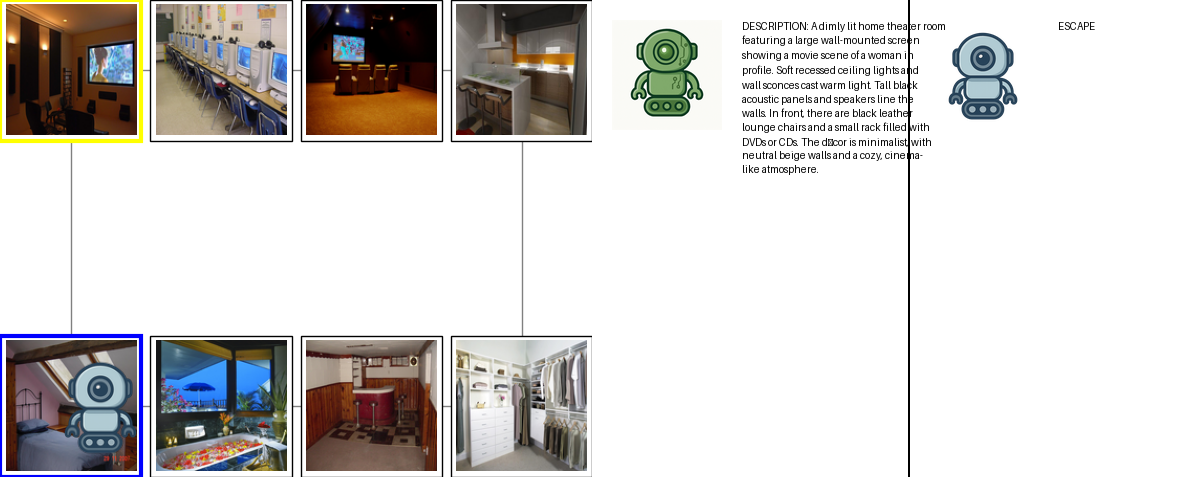 DESCRIPTION: A dimly lit home theater room
featuring a large wall-mounted screen
showing a movie scene of a woman in
profile. Soft recessed ceiling lights and
wall sconces cast warm light. Tall black
acoustic panels and speakers line the
walls. In front, there are black leather
lounge chairs and a small rack filled with
DVDs or CDs. The d▯cor is minimalist, with
neutral beige walls and a cozy, cinema-
like atmosphere.
ESCAPE